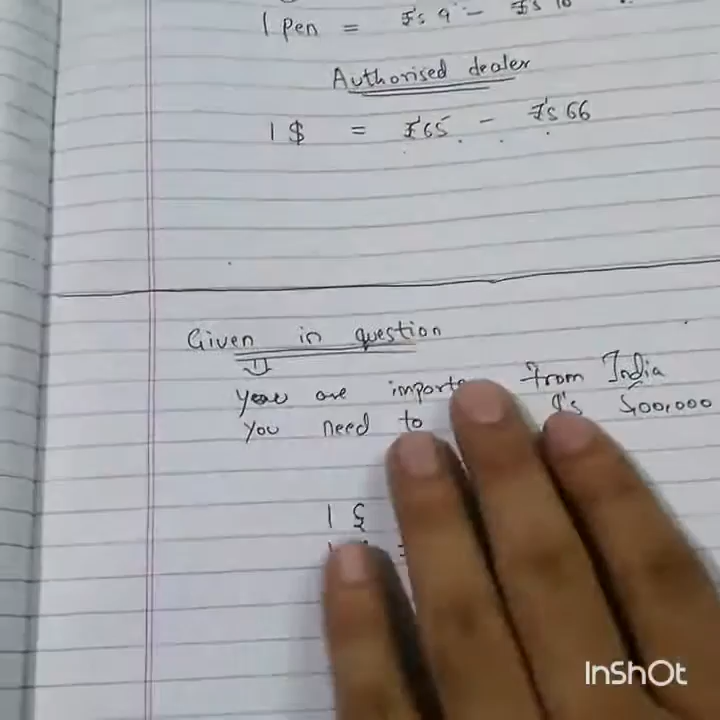 1 Pen = ₹'s 9 - ₹'s 10
Authorised dealer
1 $ = ₹65 - ₹'s 66
Given in question
You are importe from India
You need to $'s 500,000
1 £
InShOt